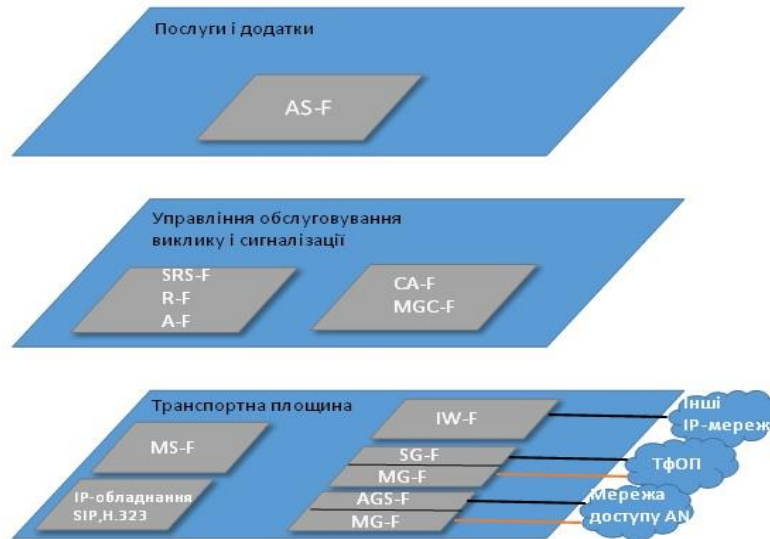 Послуги і додатки
AS-F
Управління обслуговування
виклику і сигналізації
SRS-F
R-F
A-F
CA-F
MGC-F
Транспортна площина
MS-F
IP-обладнання
SIP,H.323
IW-F
SG-F
MG-F
AGS-F
MG-F
Інші
IP-мереж
ТфОП
Мережа
доступу AN